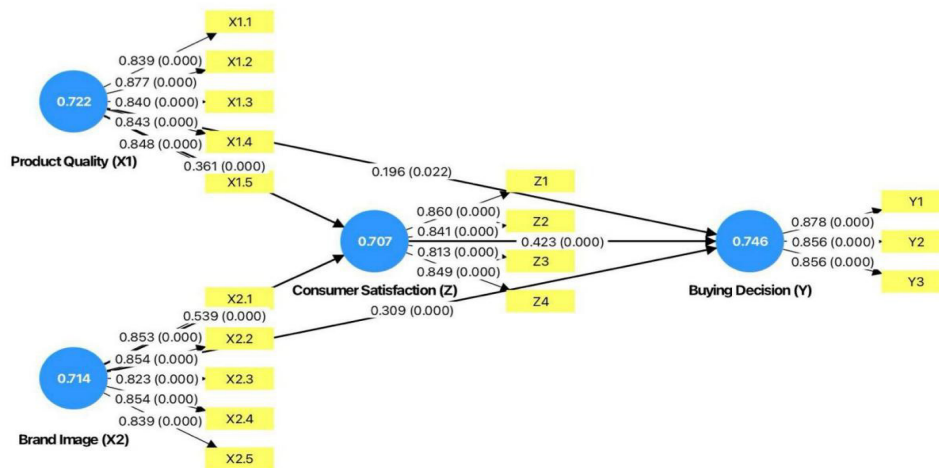 X1.1
0.839 (0.000)
X1.2
0.877 (0.000)
0.722
0.840 (0.000)
X1.3
0.843 (0.000)
X1.4
0.848 (0.000)
Product Quality (X1)
0.361 (0.000)
X1.5
0.196 (0.022)
Z1
0.860 (0.000)
Z2
0.841 (0.000)
0.707
0.423 (0.000)
0.813 (0.000)
Z3
0.849 (0.000)
Consumer Satisfaction (Z)
Z4
0.746
Buying Decision (Y)
0.878 (0.000)
Y1
0.856 (0.000)
Y2
0.856 (0.000)
Y3
X2.1
0.539 (0.000)
0.309 (0.000)
0.853 (0.000)
X2.2
0.854 (0.000)
0.714
0.823 (0.000)
X2.3
0.854 (0.000)
X2.4
0.839 (0.000)
Brand Image (X2)
X2.5